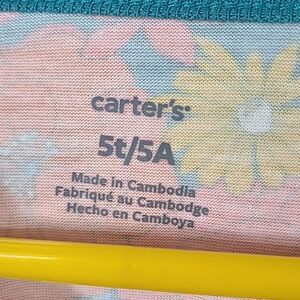 carter's
5t/5A
Made in Cambodia
Fabriqué au Cambodge
Hecho en Camboya